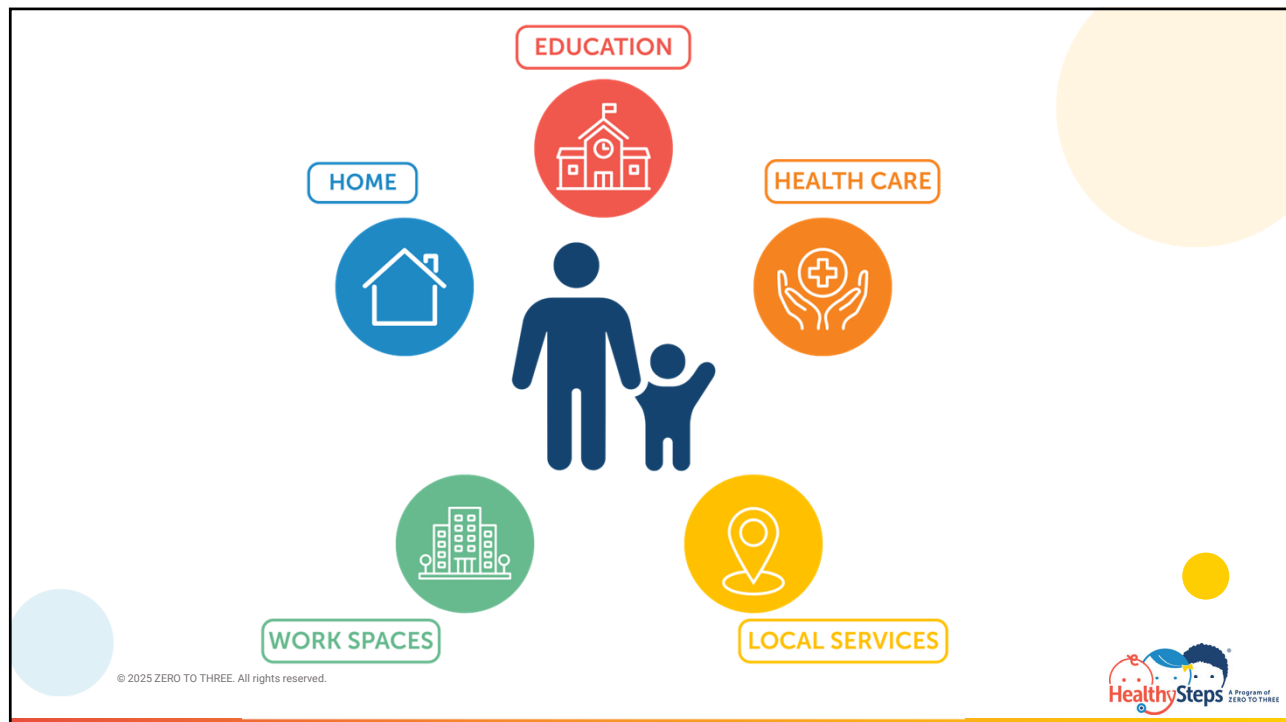 EDUCATION
HOME
HEALTH CARE
WORK SPACES
LOCAL SERVICES
© 2025 ZERO TO THREE. All rights reserved.
HealthySteps ®
A Program of
ZERO TO THREE